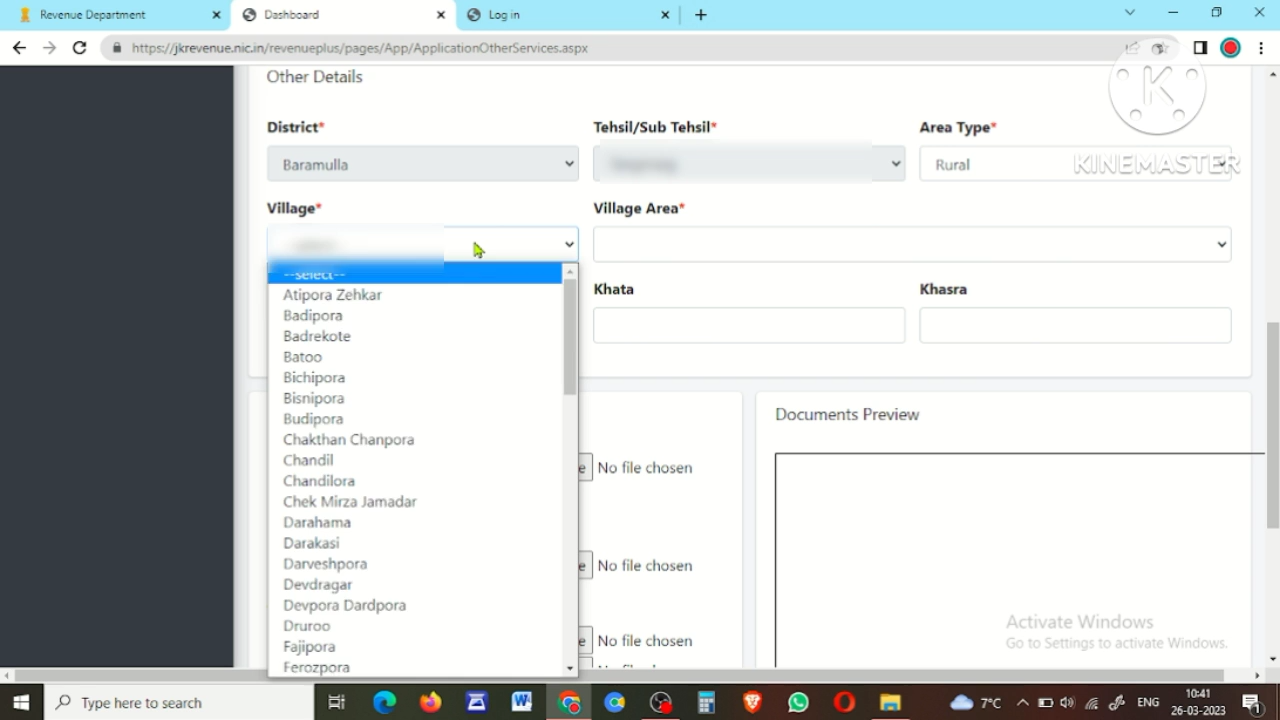 Revenue Department
Dashboard
Log in
https://jkrevenue.nic.in/revenueplus/pages/App/ApplicationOtherServices.aspx
Other Details
District* Tehsil/Sub Tehsil* Area Type*
Baramulla Rural
K
KINEMASTER
Village* Village Area*
--select--
Atipora Zehkar
Badipora
Badrekote
Batoo
Bichipora
Bisnipora
Budipora
Chakthan Chanpora
Chandil
Chandilora
Chek Mirza Jamadar
Darahama
Darakasi
Darveshpora
Devdragar
Devpora Dardpora
Druroo
Fajipora
Ferozpora
Khata Khasra
Documents Preview
e No file chosen
e No file chosen
e No file chosen
Activate Windows
Go to Settings to activate Windows.
Type here to search
W
7°C
ENG
10:41
26-03-2023
1